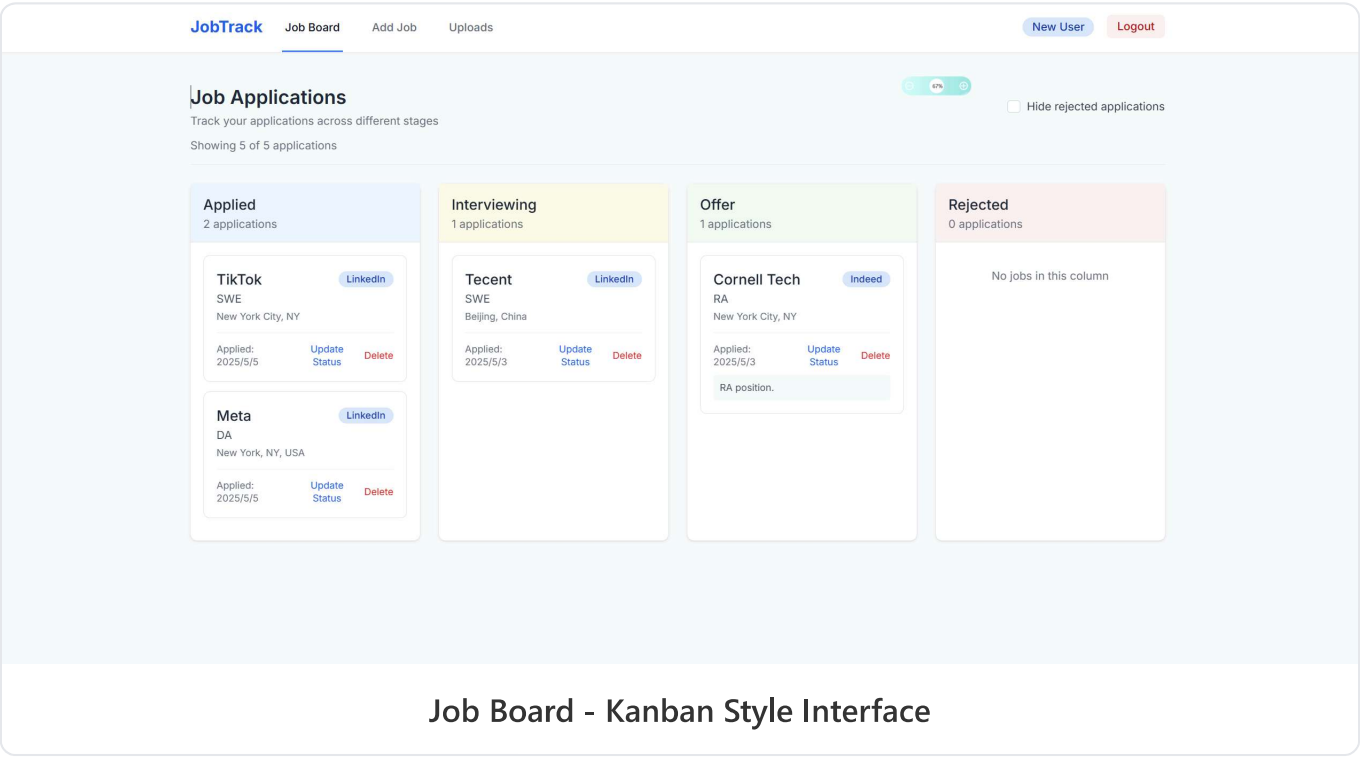 JobTrack Job Board Add Job Uploads New User Logout
Job Applications
67%
Hide rejected applications
Track your applications across different stages
Showing 5 of 5 applications
Applied
2 applications
TikTok LinkedIn
SWE
New York City, NY
Applied:
2025/5/5
Update
Status
Delete
Meta LinkedIn
DA
New York, NY, USA
Applied:
2025/5/5
Update
Status
Delete
Interviewing
1 applications
Tecent LinkedIn
SWE
Beijing, China
Applied:
2025/5/3
Update
Status
Delete
Offer
1 applications
Cornell Tech Indeed
RA
New York City, NY
Applied:
2025/5/3
Update
Status
Delete
RA position.
Rejected
0 applications
No jobs in this column
Job Board - Kanban Style Interface